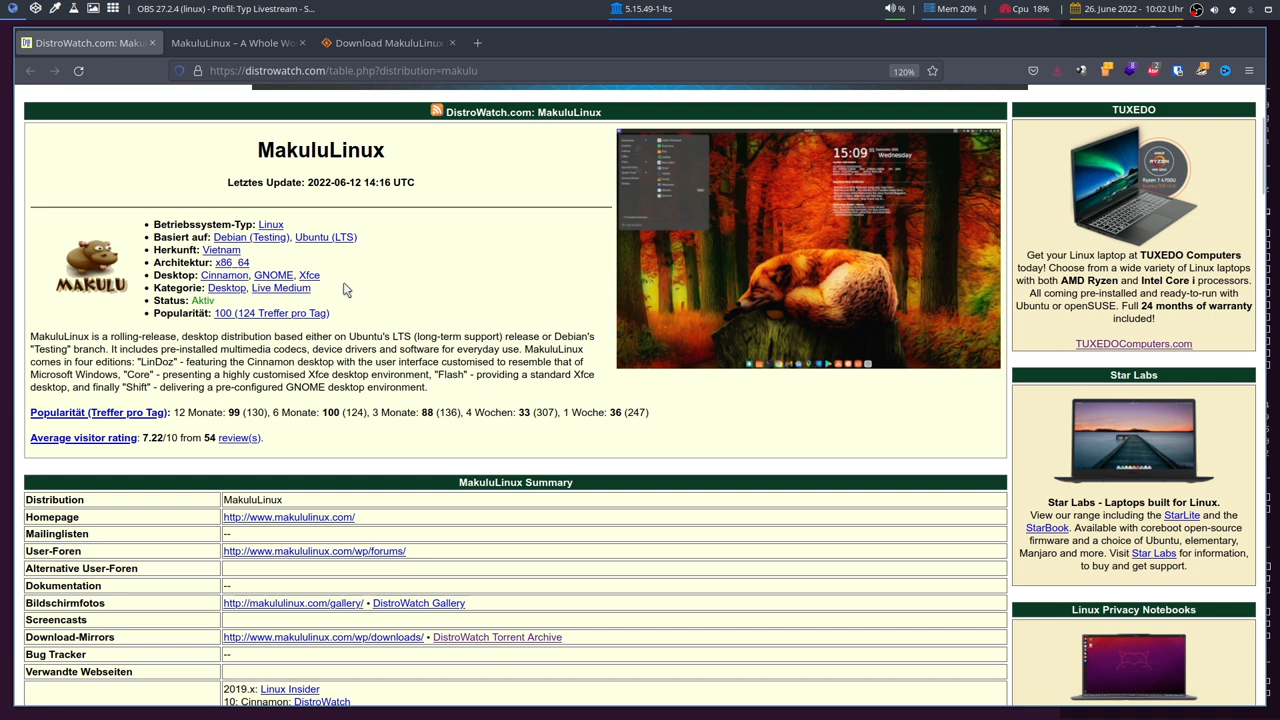 OBS 27.2.4 (linux) - Profil: Typ Livestream - S...
5.15.49-1-lts
%
Mem 20%
Cpu 18%
26. June 2022 - 10:02 Uhr
DistroWatch.com: Maku
MakuluLinux – A Whole Wo
Download MakuluLinux
https://distrowatch.com/table.php?distribution=makulu
120%
DistroWatch.com: MakuluLinux
MakuluLinux
Letztes Update: 2022-06-12 14:16 UTC
MAKULU
• Betriebssystem-Typ: Linux
• Basiert auf: Debian (Testing), Ubuntu (LTS)
• Herkunft: Vietnam
• Architektur: x86_64
• Desktop: Cinnamon, GNOME, Xfce
• Kategorie: Desktop, Live Medium
• Status: Aktiv
• Popularität: 100 (124 Treffer pro Tag)
15:09
Wednesday
MakuluLinux is a rolling-release, desktop distribution based either on Ubuntu's LTS (long-term support) release or Debian's
"Testing" branch. It includes pre-installed multimedia codecs, device drivers and software for everyday use. MakuluLinux
comes in four editions: "LinDoz" - featuring the Cinnamon desktop with the user interface customised to resemble that of
Microsoft Windows, "Core" - presenting a highly customised Xfce desktop environment, "Flash" - providing a standard Xfce
desktop, and finally "Shift" - delivering a pre-configured GNOME desktop environment.
Popularität (Treffer pro Tag): 12 Monate: 99 (130), 6 Monate: 100 (124), 3 Monate: 88 (136), 4 Wochen: 33 (307), 1 Woche: 36 (247)
Average visitor rating: 7.22/10 from 54 review(s).
MakuluLinux Summary
Distribution MakuluLinux
Homepage http://www.makululinux.com/
Mailinglisten --
User-Foren http://www.makululinux.com/wp/forums/
Alternative User-Foren
Dokumentation --
Bildschirmfotos http://makululinux.com/gallery/ • DistroWatch Gallery
Screencasts
Download-Mirrors http://www.makululinux.com/wp/downloads/ • DistroWatch Torrent Archive
Bug Tracker --
Verwandte Webseiten
2019.x: Linux Insider
10: Cinnamon: DistroWatch
TUXEDO
RYZEN
Ryzen 7 4700U
Get your Linux laptop at TUXEDO Computers
today! Choose from a wide variety of Linux laptops
with both AMD Ryzen and Intel Core i processors.
All coming pre-installed and ready-to-run with
Ubuntu or openSUSE. Full 24 months of warranty
included!
TUXEDOComputers.com
Star Labs
Star Labs - Laptops built for Linux.
View our range including the StarLite and the
StarBook. Available with coreboot open-source
firmware and a choice of Ubuntu, elementary,
Manjaro and more. Visit Star Labs for information,
to buy and get support.
Linux Privacy Notebooks